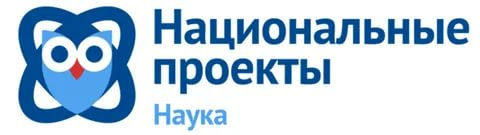 Национальные
проекты
Наука